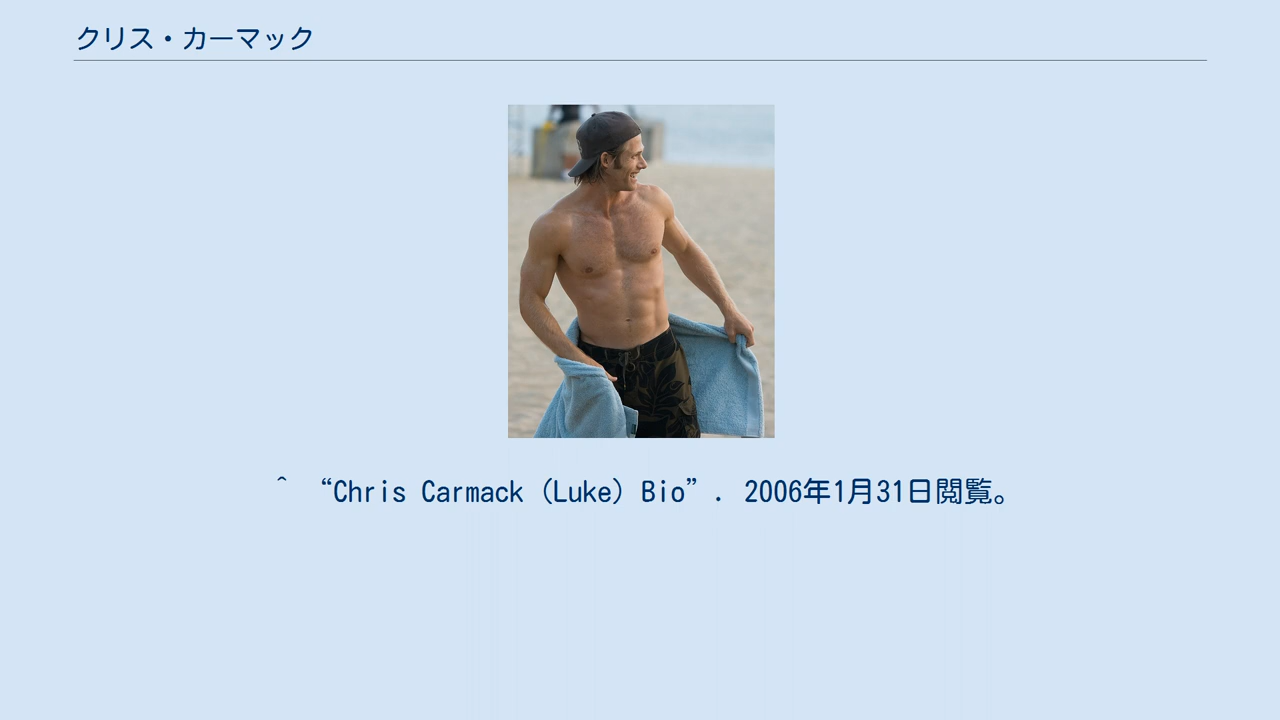 クリス・カーマック
^ “Chris Carmack (Luke) Bio”. 2006年1月31日閲覧。